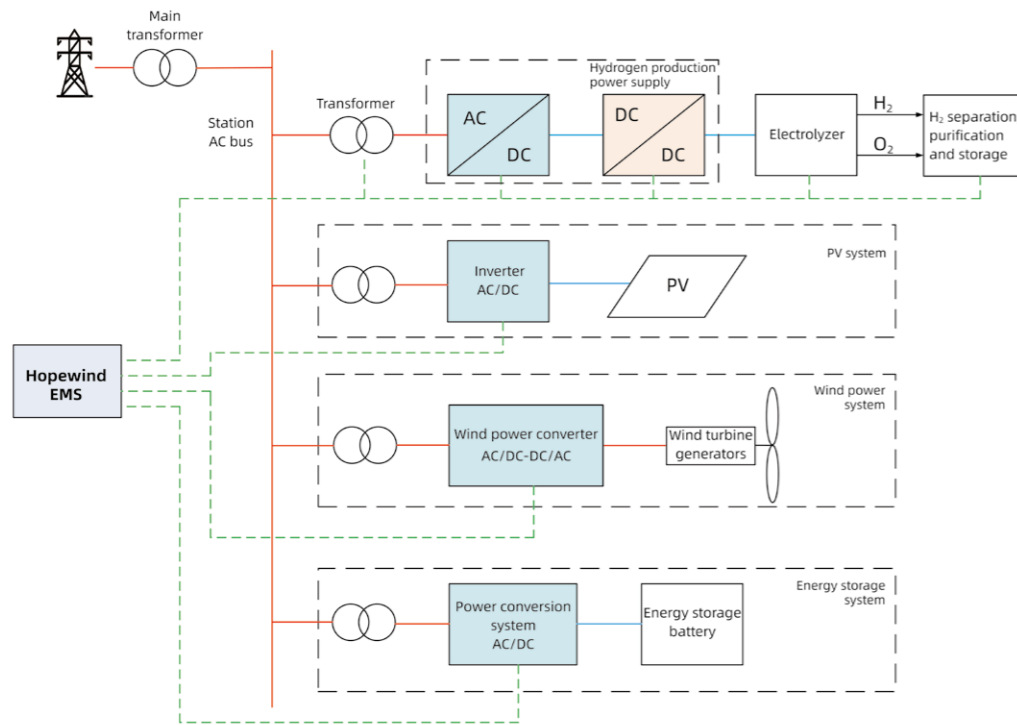 Main
transformer
Hydrogen production
power supply
Transformer
Station
AC bus
AC
DC
DC
DC
Electrolyzer
H₂
O₂
H₂ separation
purification
and storage
PV system
Inverter
AC/DC
PV
Hopewind
EMS
Wind power
system
Wind power converter
AC/DC-DC/AC
Wind turbine
generators
Energy storage
system
Power conversion
system
AC/DC
Energy storage
battery